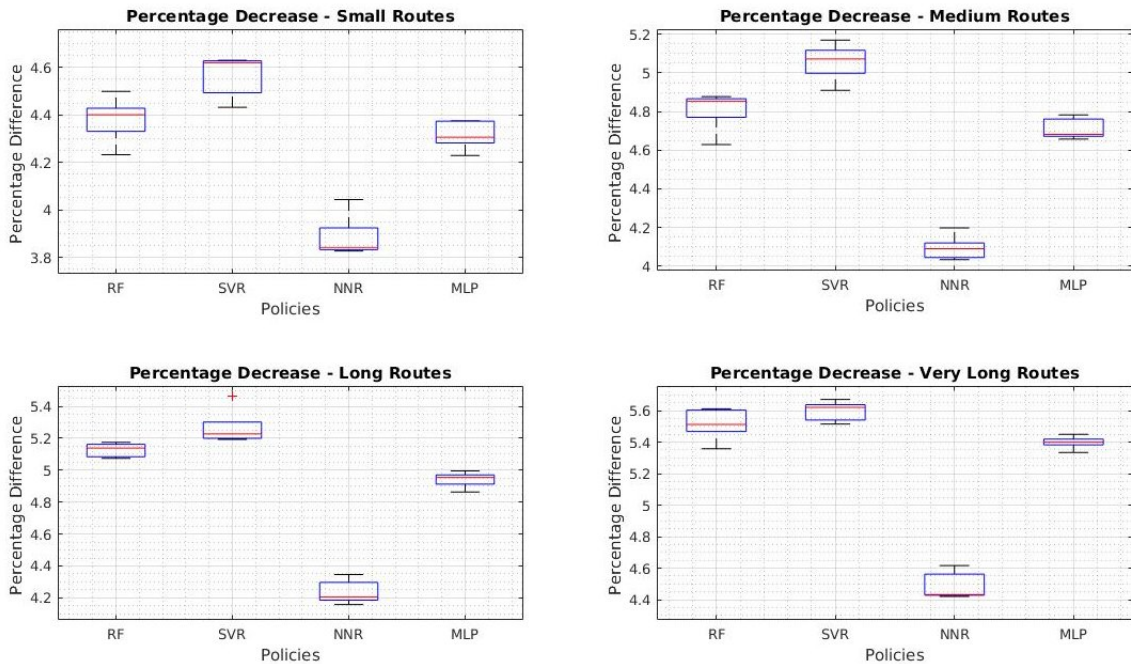 Percentage Decrease - Small Routes
Percentage Difference
4.6
4.4
4.2
4
3.8
RF SVR NNR MLP
Policies
Percentage Decrease - Medium Routes
Percentage Difference
5.2
5
4.8
4.6
4.4
4.2
4
RF SVR NNR MLP
Policies
Percentage Decrease - Long Routes
Percentage Difference
5.4
5.2
5
4.8
4.6
4.4
4.2
RF SVR NNR MLP
Policies
Percentage Decrease - Very Long Routes
Percentage Difference
5.6
5.4
5.2
5
4.8
4.6
4.4
RF SVR NNR MLP
Policies